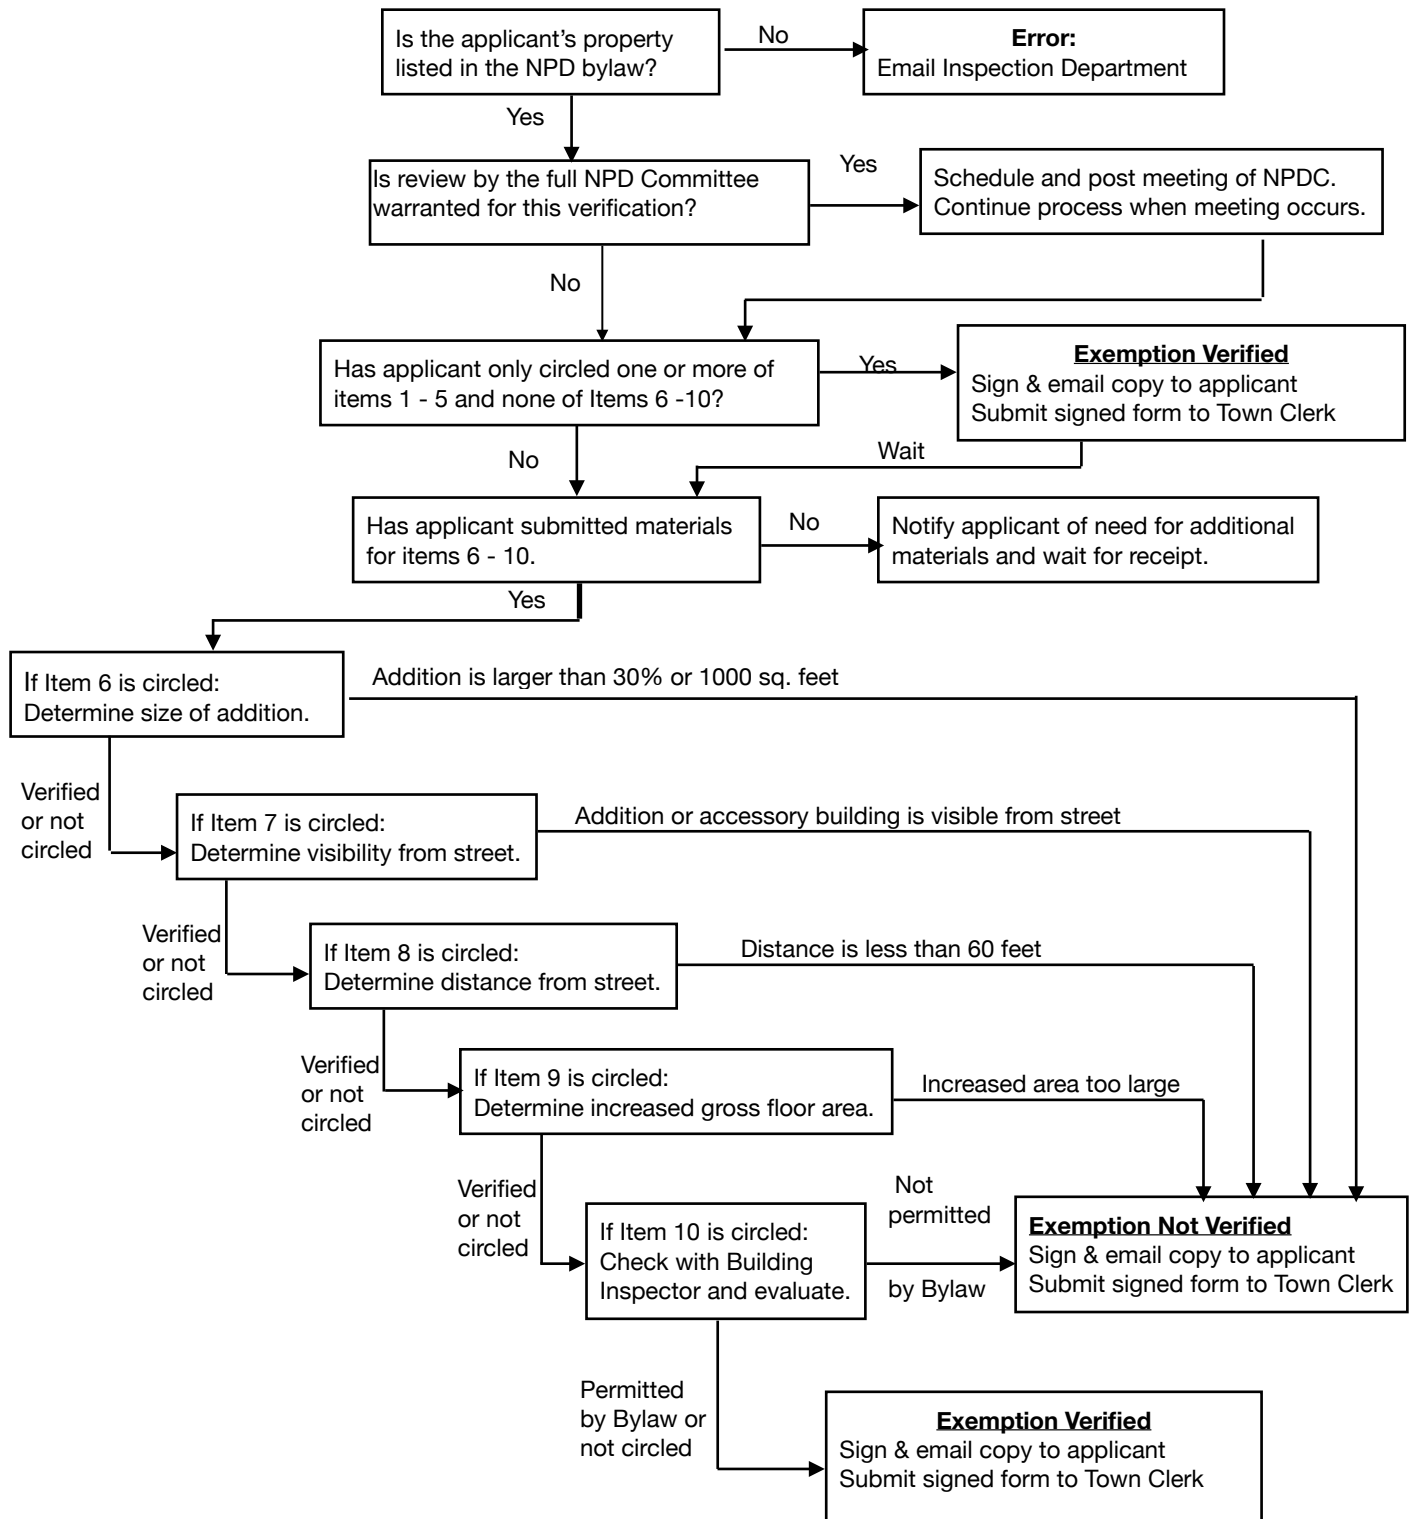 Is the applicant’s property
listed in the NPD bylaw?
No
Error:
Email Inspection Department
Yes
Is review by the full NPD Committee
warranted for this verification?
Yes
Schedule and post meeting of NPDC.
Continue process when meeting occurs.
No
Has applicant only circled one or more of
items 1 - 5 and none of Items 6 -10?
Yes
Exemption Verified
Sign & email copy to applicant
Submit signed form to Town Clerk
No
Wait
Has applicant submitted materials
for items 6 - 10.
No
Notify applicant of need for additional
materials and wait for receipt.
Yes
If Item 6 is circled:
Determine size of addition.
Addition is larger than 30% or 1000 sq. feet
Verified
or not
circled
If Item 7 is circled:
Determine visibility from street.
Addition or accessory building is visible from street
Verified
or not
circled
If Item 8 is circled:
Determine distance from street.
Distance is less than 60 feet
Verified
or not
circled
If Item 9 is circled:
Determine increased gross floor area.
Increased area too large
Verified
or not
circled
If Item 10 is circled:
Check with Building
Inspector and evaluate.
Not
permitted
by Bylaw
Exemption Not Verified
Sign & email copy to applicant
Submit signed form to Town Clerk
Permitted
by Bylaw or
not circled
Exemption Verified
Sign & email copy to applicant
Submit signed form to Town Clerk